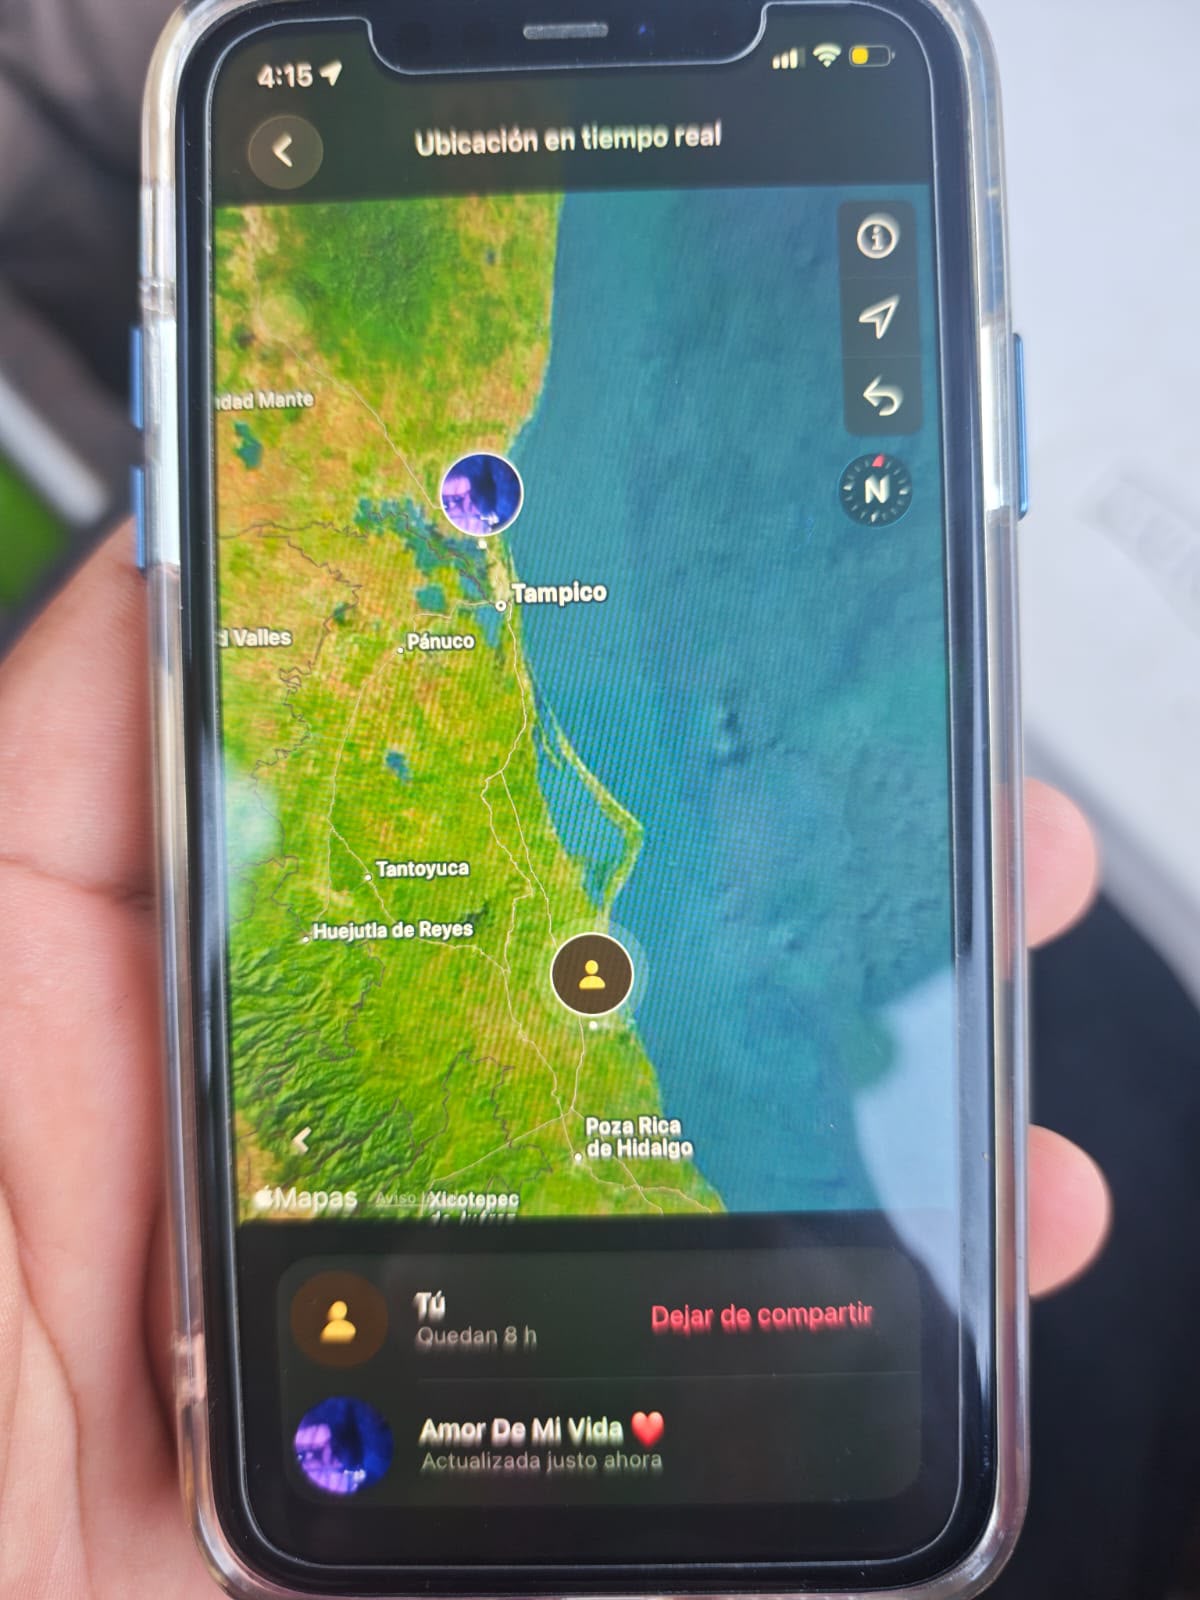 4:15
Ubicación en tiempo real
dad Mante
N
Tampico
Valles
Pánuco
Tantoyuca
Huejutla de Reyes
Poza Rica
de Hidalgo
Mapas
Aviso
Xicotepec
Tú
Quedan 8 h
Dejar de compartir
Amor De Mi Vida ❤️
Actualizada justo ahora